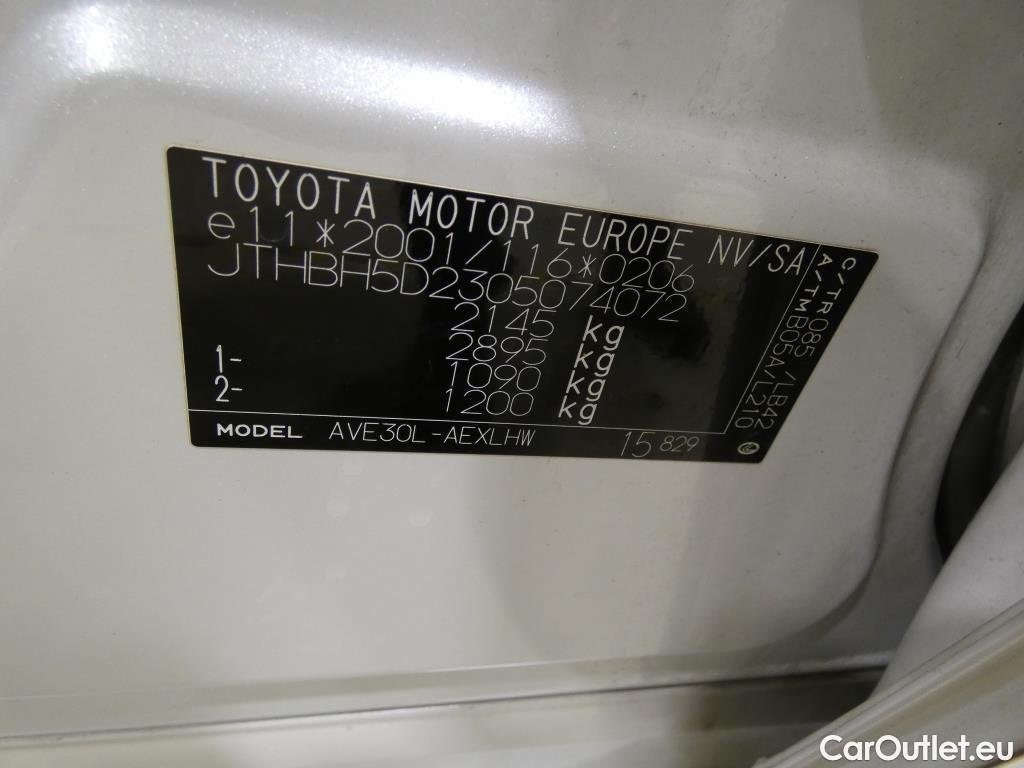 TOYOTA MOTOR EUROPE NV/SA
e11*2001/116*0206
JTHBH5D2305074072
2145 kg
2895 kg
1- 1090 kg
2- 1200 kg
C/TR 085 /LB42
A/TM B05A/L210
MODEL AVE30L-AEXLHW 15 829
CarOutlet.eu